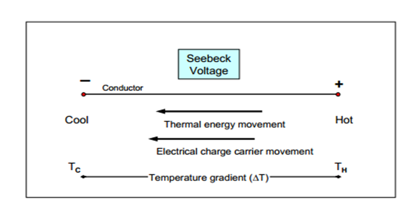 Seebeck
Voltage
– +
Conductor
Cool Hot
Thermal energy movement
Electrical charge carrier movement
Tc TH
Temperature gradient (ΔT)